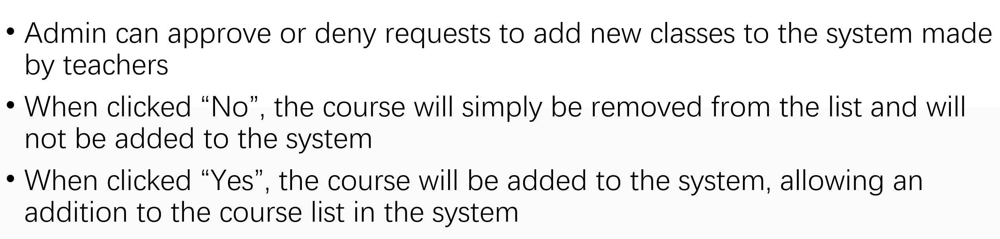 • Admin can approve or deny requests to add new classes to the system made
by teachers
• When clicked “No”, the course will simply be removed from the list and will
not be added to the system
• When clicked “Yes”, the course will be added to the system, allowing an
addition to the course list in the system